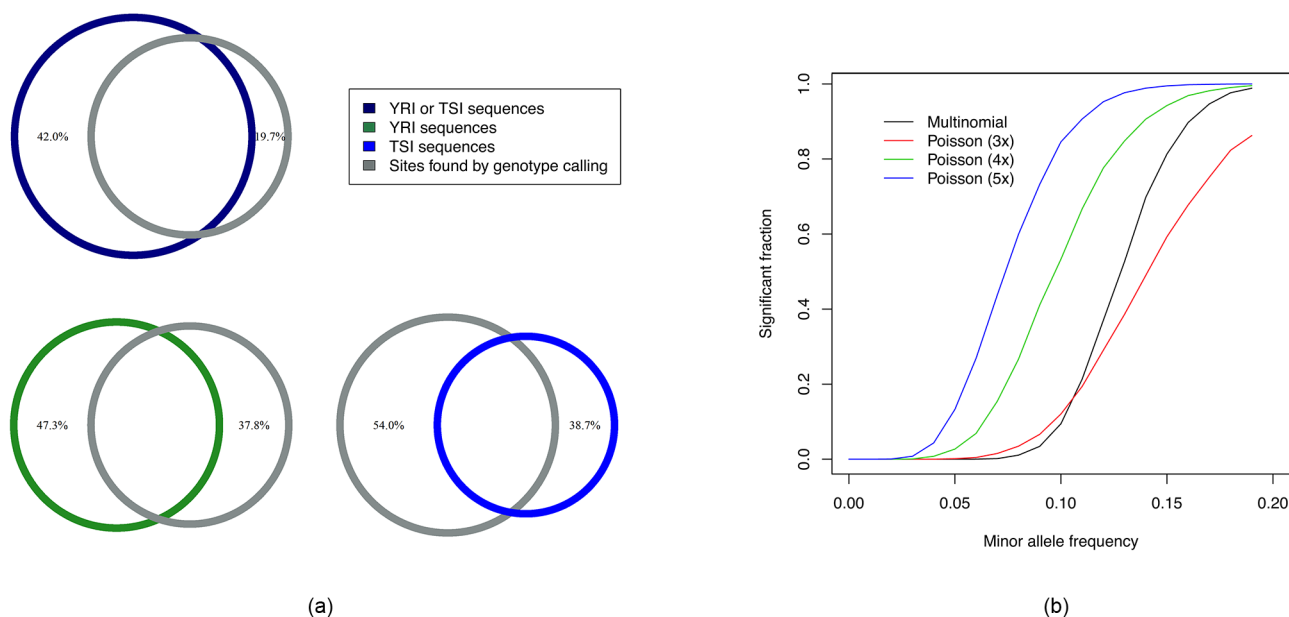 42.0%
19.7%
YRI or TSI sequences
YRI sequences
TSI sequences
Sites found by genotype calling
47.3%
37.8%
54.0%
38.7%
(a)
Significant fraction
1.0
0.8
0.6
0.4
0.2
0.0
Multinomial
Poisson (3x)
Poisson (4x)
Poisson (5x)
0.00
0.05
0.10
0.15
0.20
Minor allele frequency
(b)